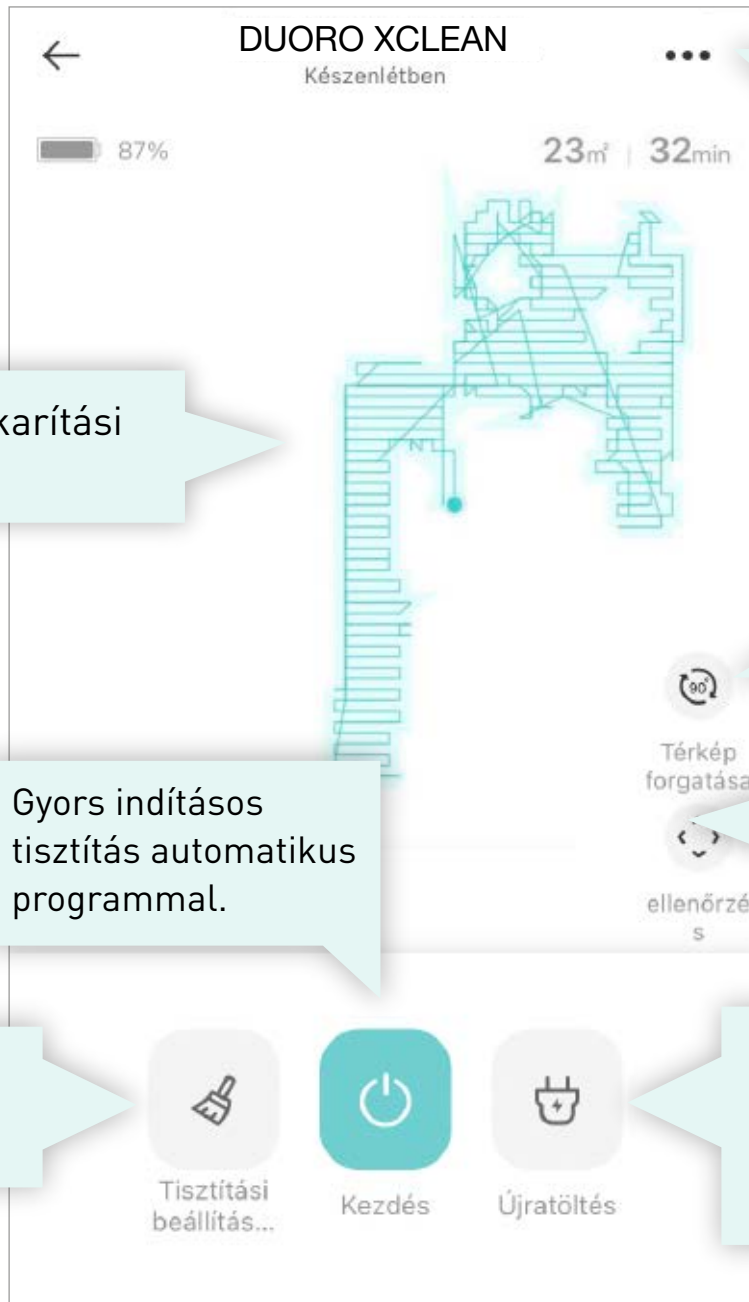 DUORO XCLEAN
Készenlétben
87%
23㎡ | 32min
karítási
90°
Térkép
forgatása
Gyors indításos
tisztítás automatikus
programmal.
ellenőrzé
s
Tisztítási
beállítás...
Kezdés
Újratöltés